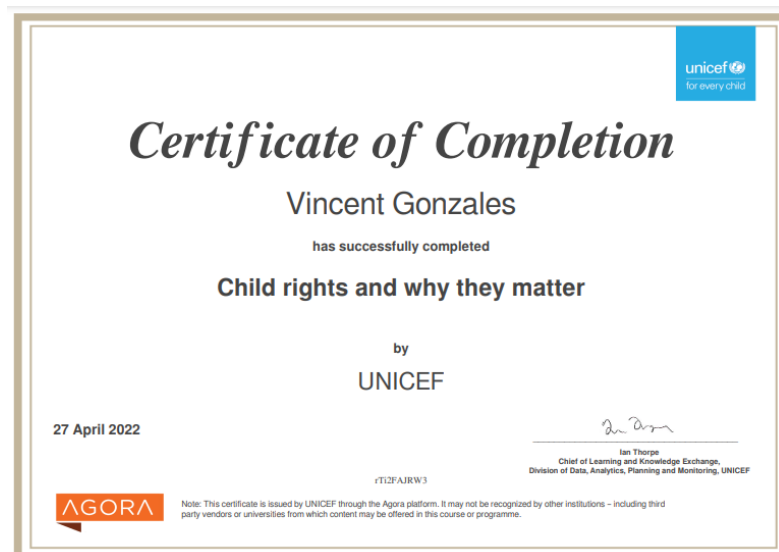 unicef
for every child
Certificate of Completion
Vincent Gonzales
has successfully completed
Child rights and why they matter
by
UNICEF
27 April 2022
Ian Thorpe
Chief of Learning and Knowledge Exchange,
Division of Data, Analytics, Planning and Monitoring, UNICEF
rTi2FAJRW3
AGORA
Note: This certificate is issued by UNICEF through the Agora platform. It may not be recognized by other institutions – including third
party vendors or universities from which content may be offered in this course or programme.